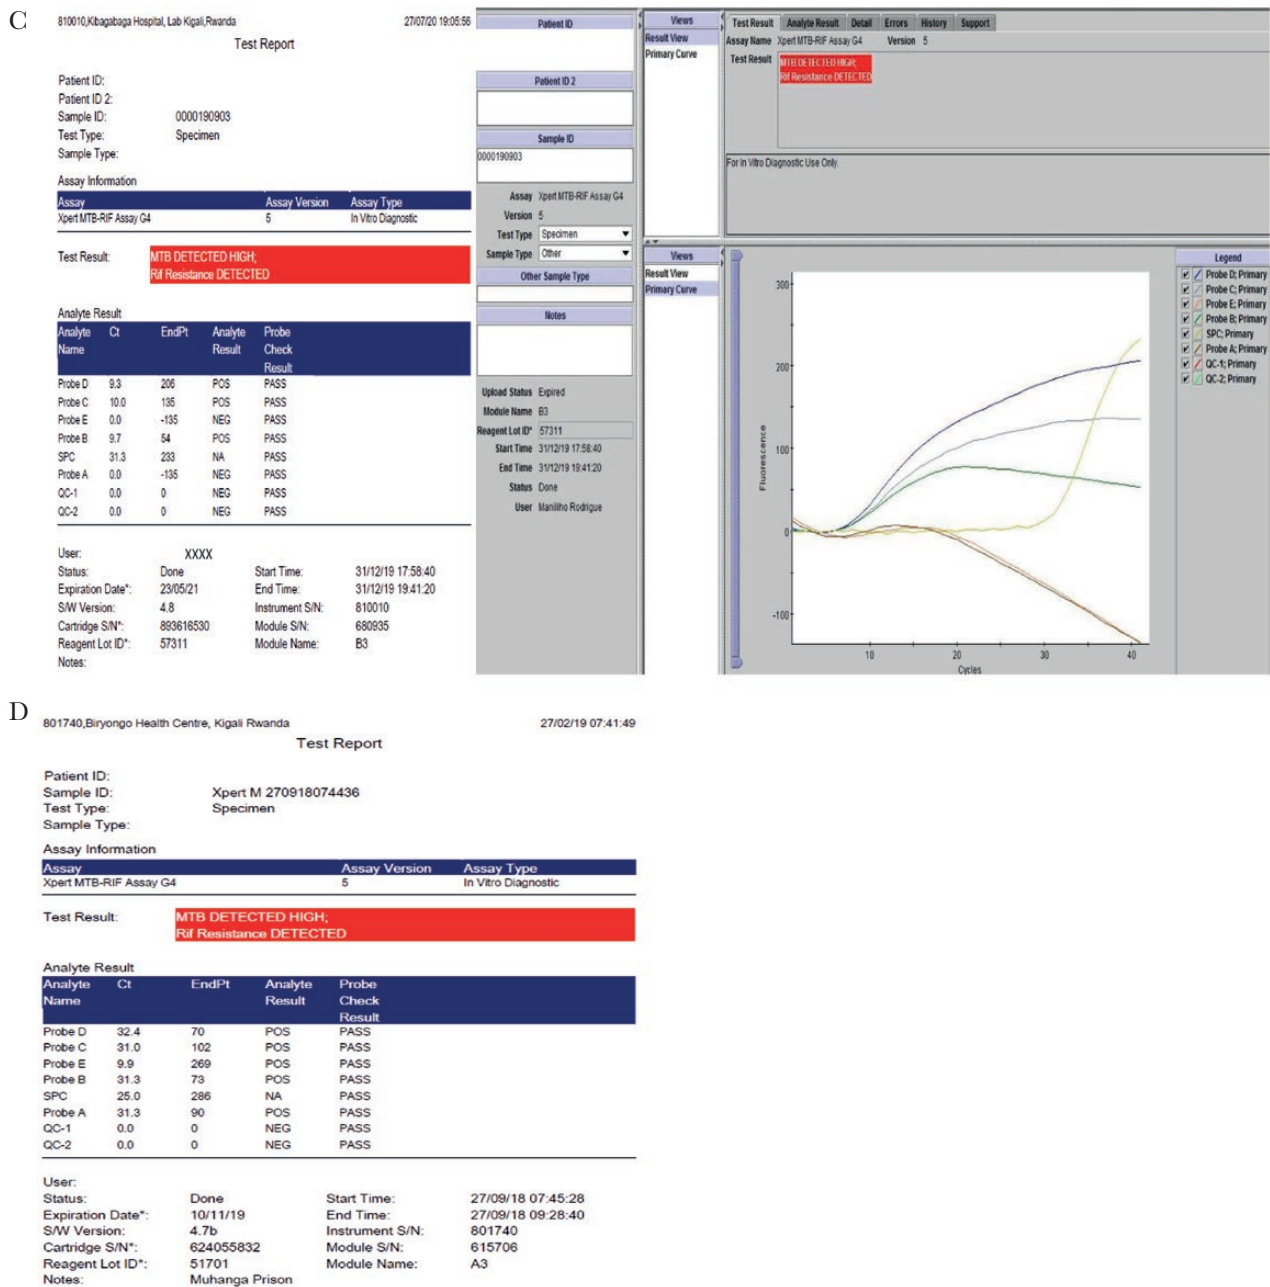 C
810010,Kibagabaga Hospital, Lab Kigali,Rwanda 27/07/20 19:05:56
Test Report
Patient ID:
Patient ID 2:
Sample ID: 0000190903
Test Type: Specimen
Sample Type:
Assay Information
Assay Assay Version Assay Type
Xpert MTB-RIF Assay G4 5 In Vitro Diagnostic
Test Result: MTB DETECTED HIGH;
Rif Resistance DETECTED
Analyte Result
Analyte Ct EndPt Analyte Probe
Name Result Check
Result
Probe D 9.3 206 POS PASS
Probe C 10.0 135 POS PASS
Probe E 0.0 -135 NEG PASS
Probe B 9.7 54 POS PASS
SPC 31.3 233 NA PASS
Probe A 0.0 -135 NEG PASS
QC-1 0.0 0 NEG PASS
QC-2 0.0 0 NEG PASS
User: XXXX
Status: Done Start Time: 31/12/19 17:58:40
Expiration Date*: 23/05/21 End Time: 31/12/19 19:41:20
S/W Version: 4.8 Instrument S/N: 810010
Cartridge S/N*: 893616530 Module S/N: 680935
Reagent Lot ID*: 57311 Module Name: B3
Notes:
Patient ID
Patient ID 2
Sample ID
0000190903
Assay Xpert MTB-RIF Assay G4
Version 5
Test Type Specimen
Sample Type Other
Other Sample Type
Notes
Upload Status Expired
Module Name B3
Reagent Lot ID* 57311
Start Time 31/12/19 17:58:40
End Time 31/12/19 19:41:20
Status Done
User Maniliho Rodrigue
Views
Result View
Primary Curve
Test Result Analyte Result Detail Errors History Support
Assay Name Xpert MTB-RIF Assay G4 Version 5
Test Result MTB DETECTED HIGH;
Rif Resistance DETECTED
For In Vitro Diagnostic Use Only.
Views
Result View
Primary Curve
300
200
100
0
-100
Fluorescence
10 20 30 40
Cycles
Legend
Probe D; Primary
Probe C; Primary
Probe E; Primary
Probe B; Primary
SPC; Primary
Probe A; Primary
QC-1; Primary
QC-2; Primary
D
801740,Biryongo Health Centre, Kigali Rwanda 27/02/19 07:41:49
Test Report
Patient ID:
Sample ID: Xpert M 270918074436
Test Type: Specimen
Sample Type:
Assay Information
Assay Assay Version Assay Type
Xpert MTB-RIF Assay G4 5 In Vitro Diagnostic
Test Result: MTB DETECTED HIGH;
Rif Resistance DETECTED
Analyte Result
Analyte Ct EndPt Analyte Probe
Name Result Check
Result
Probe D 32.4 70 POS PASS
Probe C 31.0 102 POS PASS
Probe E 9.9 269 POS PASS
Probe B 31.3 73 POS PASS
SPC 25.0 286 NA PASS
Probe A 31.3 90 POS PASS
QC-1 0.0 0 NEG PASS
QC-2 0.0 0 NEG PASS
User:
Status: Done Start Time: 27/09/18 07:45:28
Expiration Date*: 10/11/19 End Time: 27/09/18 09:28:40
S/W Version: 4.7b Instrument S/N: 801740
Cartridge S/N*: 624055832 Module S/N: 615706
Reagent Lot ID*: 51701 Module Name: A3
Notes: Muhanga Prison